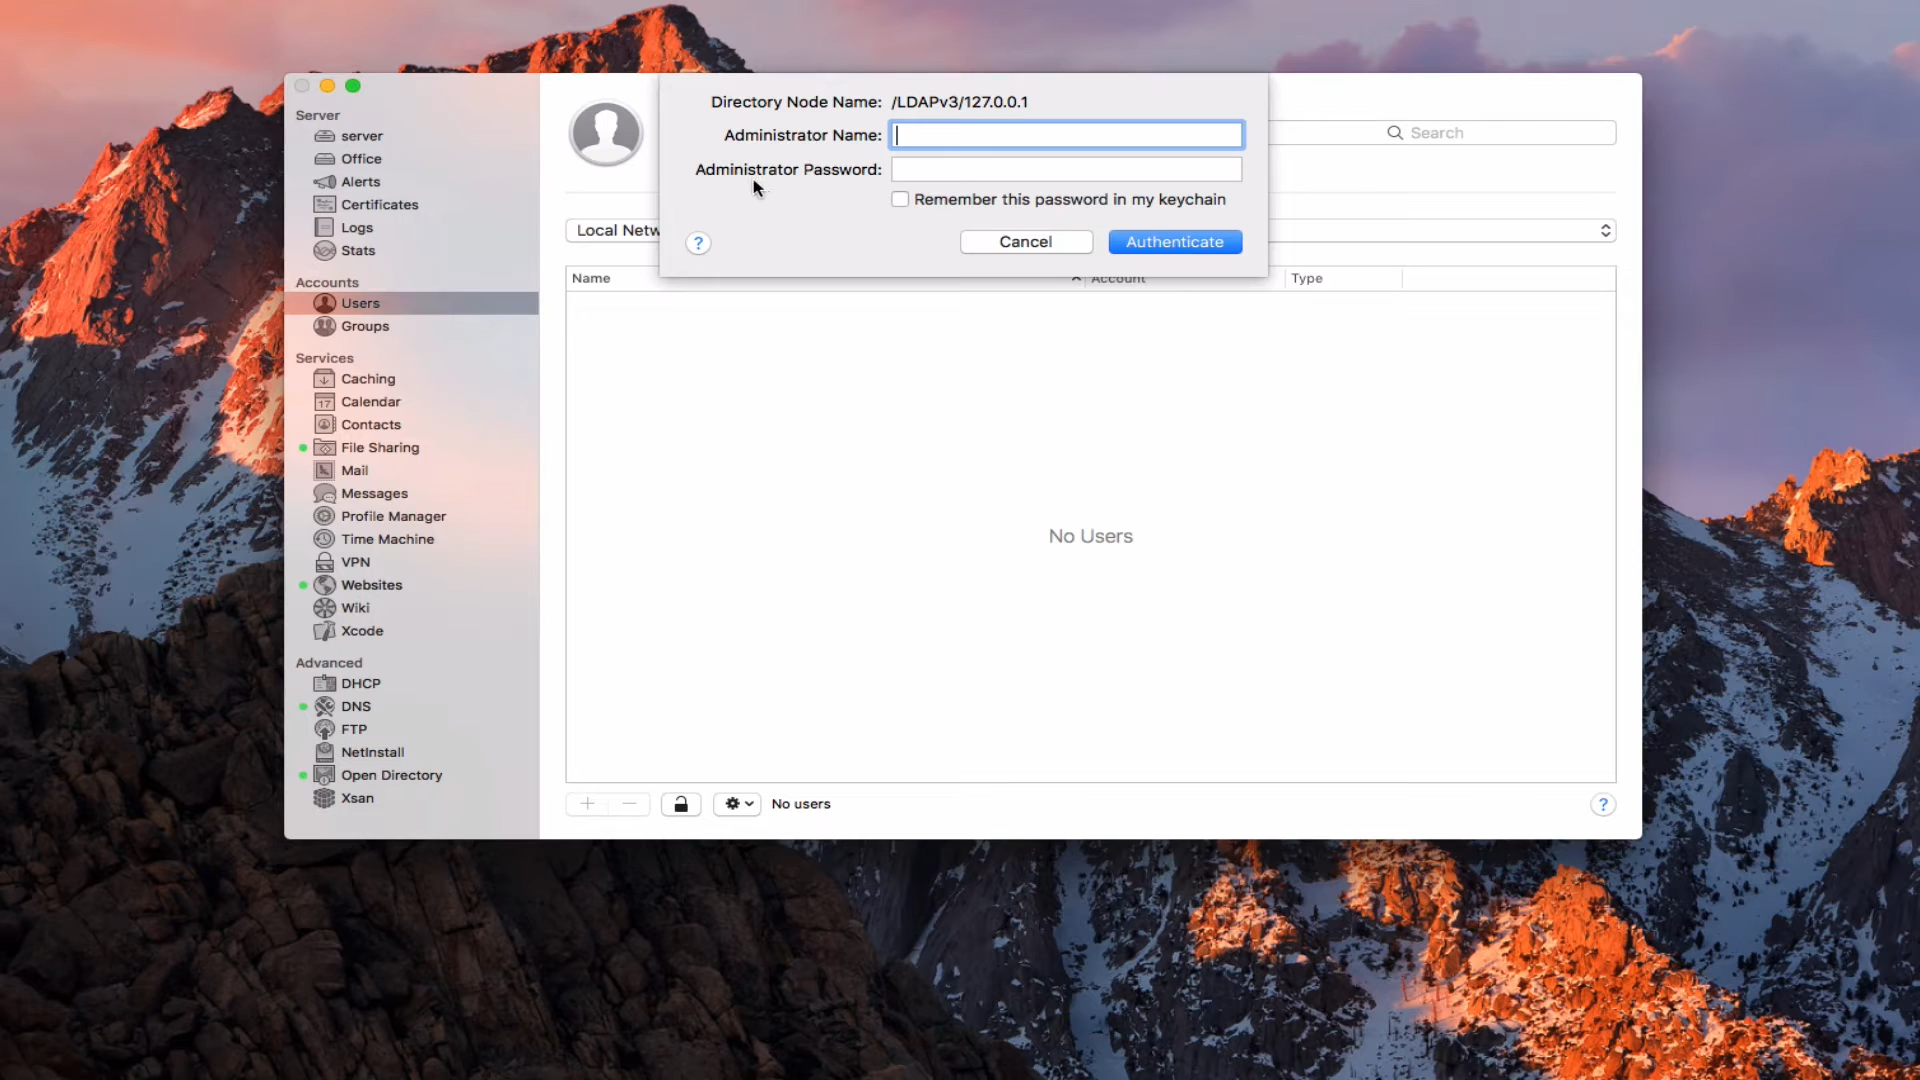 Server
server
Office
Alerts
Certificates
Logs
Stats
Accounts
Users
Groups
Services
Caching
17
Calendar
Contacts
File Sharing
Mail
Messages
Profile Manager
Time Machine
VPN
Websites
Wiki
Xcode
Advanced
DHCP
DNS
FTP
NetInstall
Open Directory
Xsan
Directory Node Name: /LDAPv3/127.0.0.1
Administrator Name:
Administrator Password:
Remember this password in my keychain
? Cancel Authenticate
Search
Local Netw
Name Account Type
No Users
No users
?